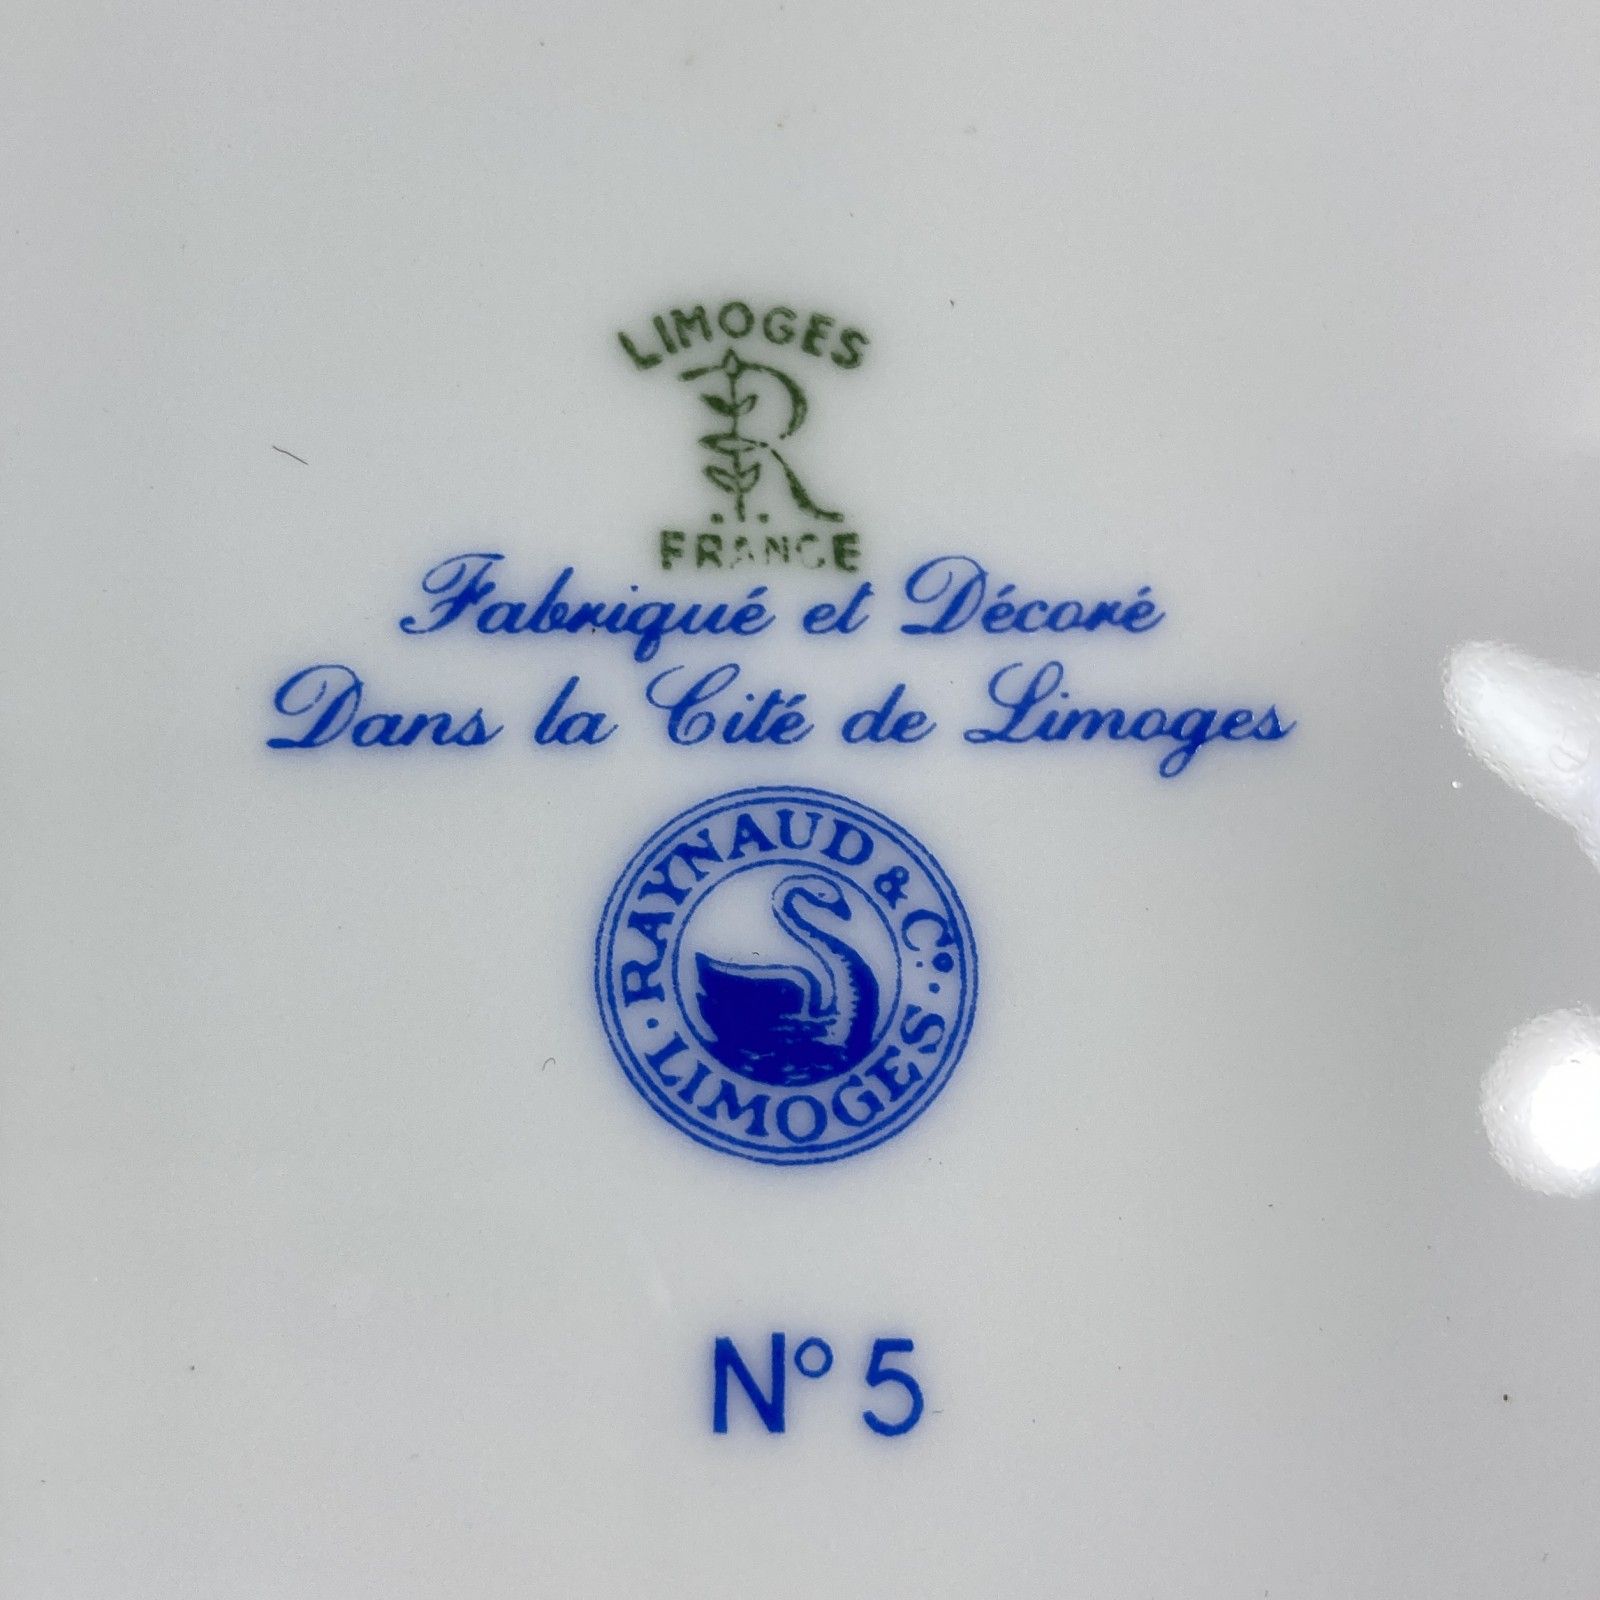 LIMOGES
R
FRANCE
Fabriqué et Décoré
Dans la Cité de Limoges
RAYNAUD & Co.
· LIMOGES ·
No 5